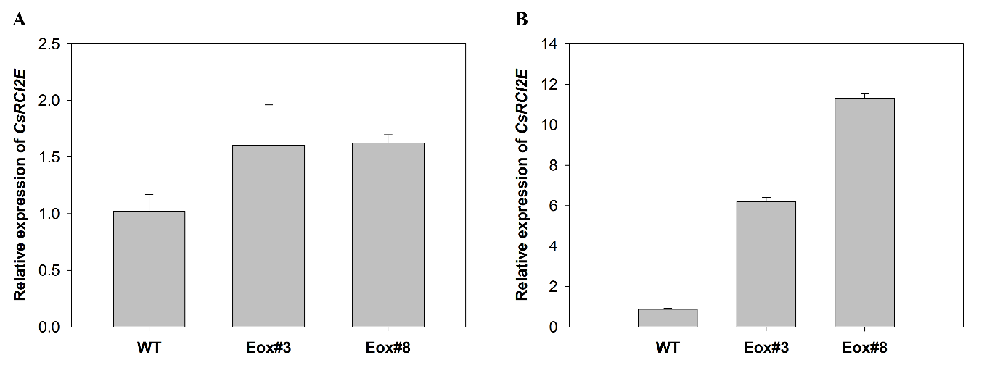 A
Relative expression of CsRCI2E
2.5
2.0
1.5
1.0
0.5
0.0
WT Eox#3 Eox#8
B
Relative expression of CsRCI2E
14
12
10
8
6
4
2
0
WT Eox#3 Eox#8